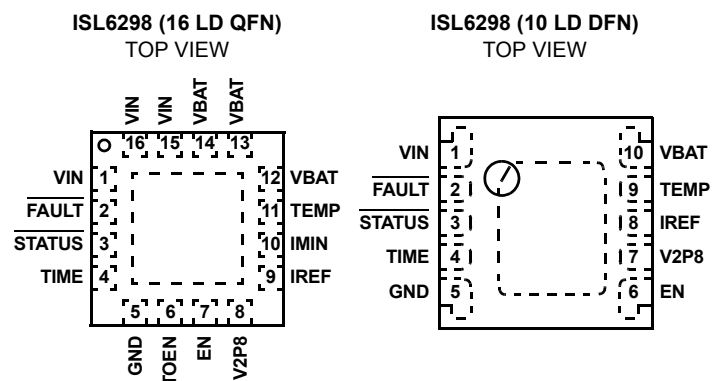 ISL6298 (16 LD QFN)
TOP VIEW
VIN
VIN
VBAT
VBAT
16 15 14 13
VIN 1
FAULT 2
STATUS 3
TIME 4
12 VBAT
11 TEMP
10 IMIN
9 IREF
5 6 7 8
GND
TOEN
EN
V2P8
ISL6298 (10 LD DFN)
TOP VIEW
VIN 1
FAULT 2
STATUS 3
TIME 4
GND 5
10 VBAT
9 TEMP
8 IREF
7 V2P8
6 EN